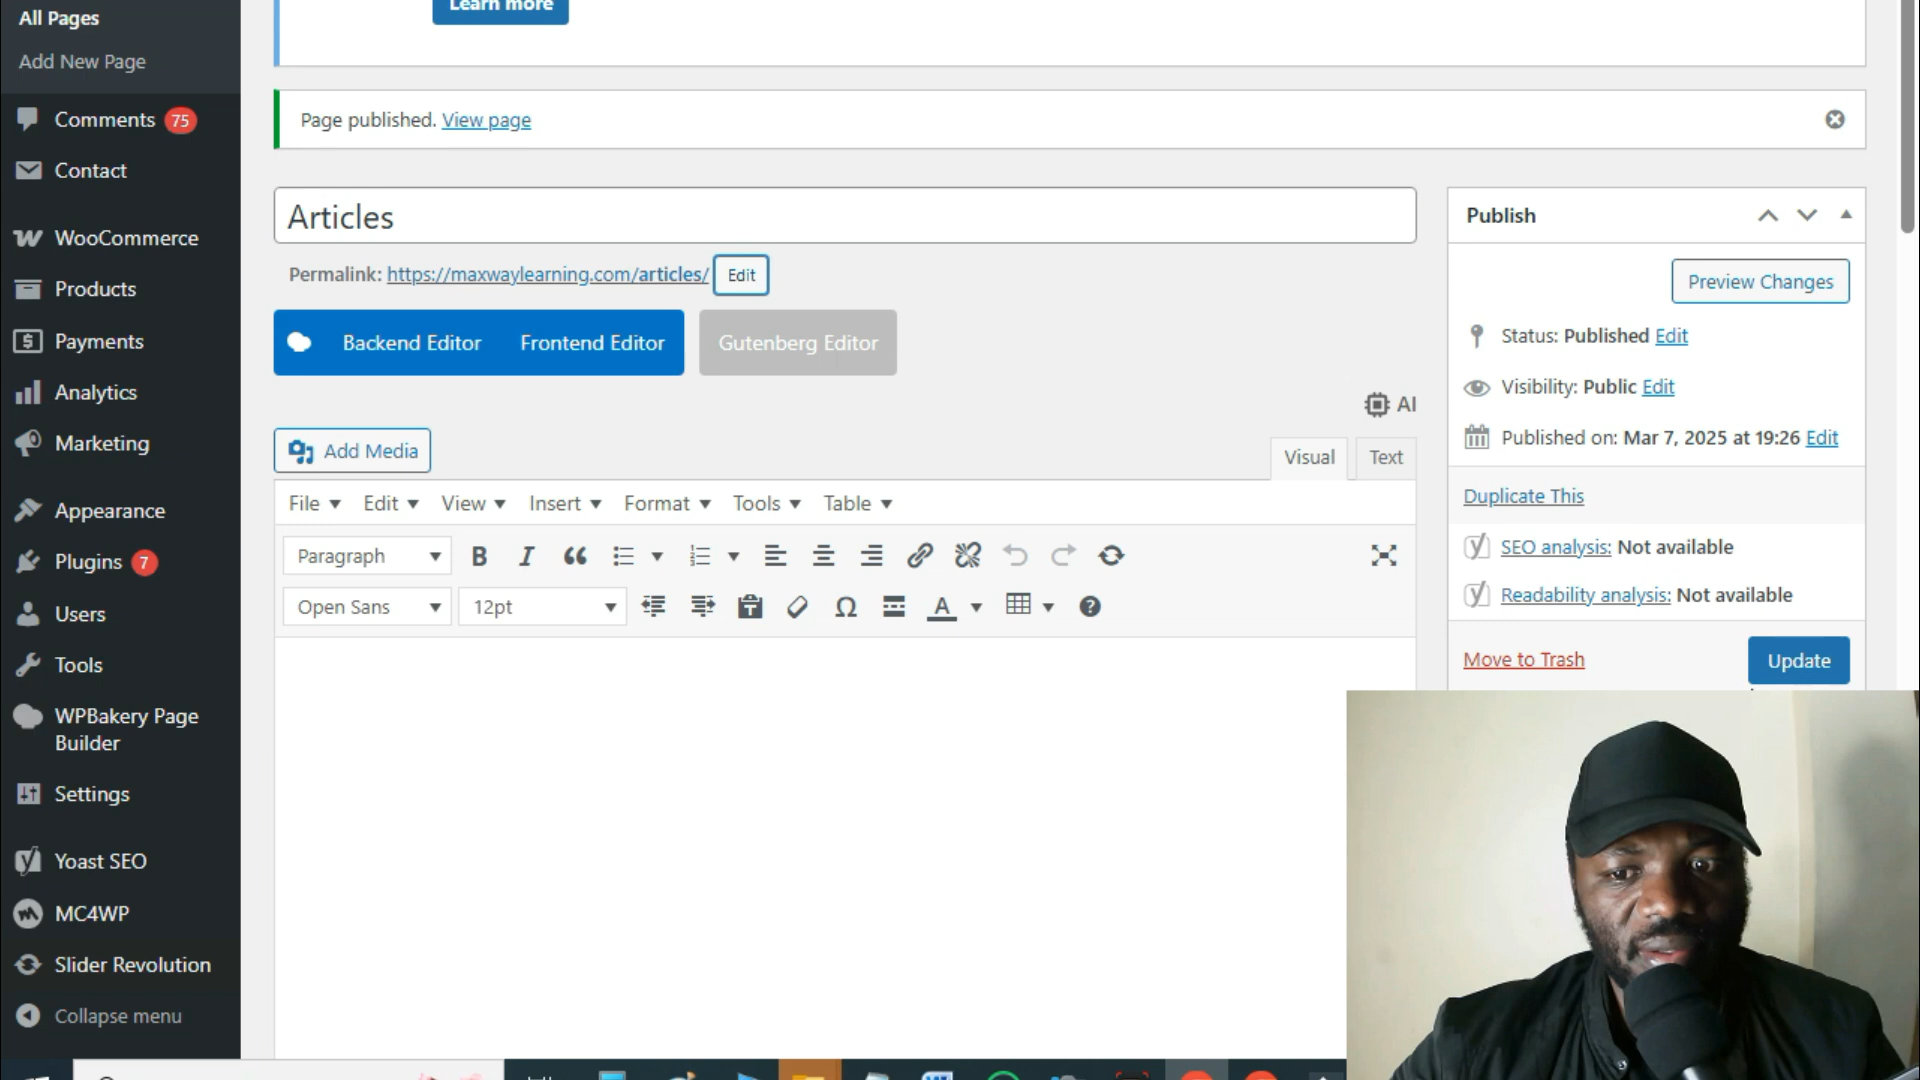 All Pages
Learn more
Add New Page
Comments 75
Page published. View page
Contact
Articles
Publish
WooCommerce
Permalink: https://maxwaylearning.com/articles/ Edit
Preview Changes
Products
Payments
Backend Editor Frontend Editor Gutenberg Editor
Status: Published Edit
Analytics
Visibility: Public Edit
AI
Marketing
Add Media
Visual Text
Published on: Mar 7, 2025 at 19:26 Edit
Appearance
File Edit View Insert Format Tools Table
Duplicate This
Plugins 7
Paragraph B I
SEO analysis: Not available
Users
Open Sans 12pt Ω A
Readability analysis: Not available
Tools
Move to Trash Update
WPBakery Page
Builder
Settings
Yoast SEO
MC4WP
Slider Revolution
Collapse menu